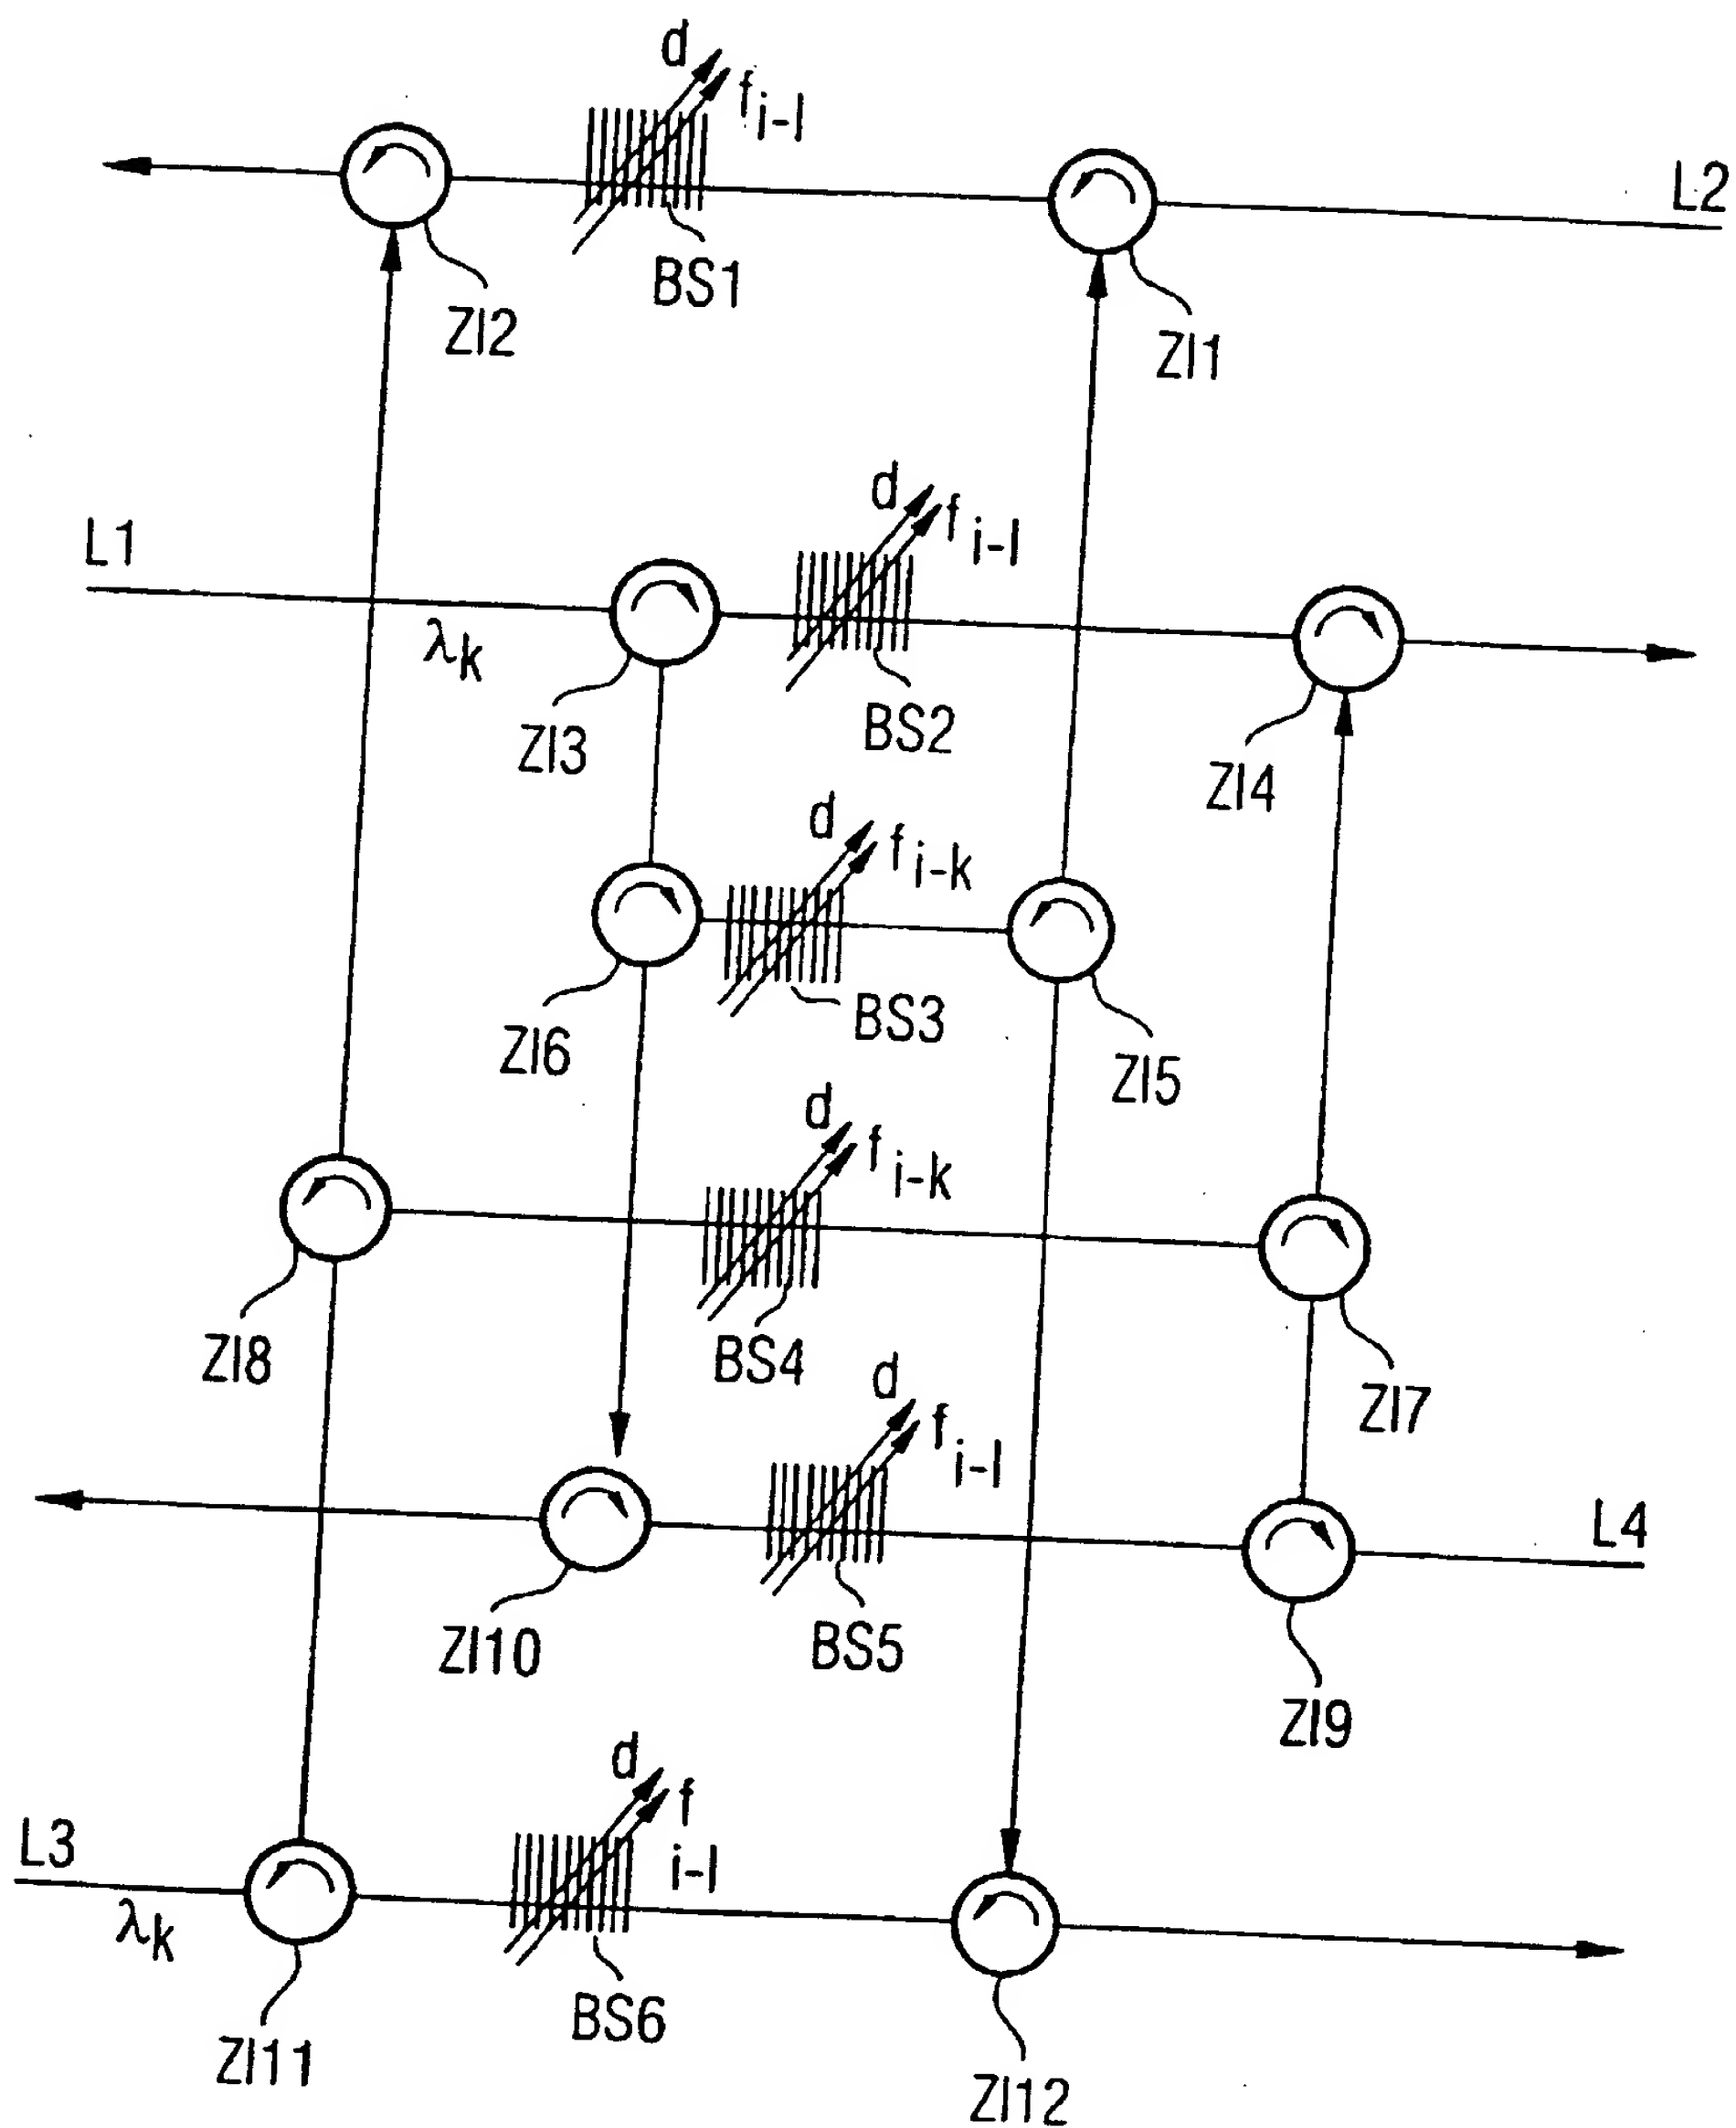 d
f i-l
L2
BS1
ZI2
ZI1
d
f i-l
L1
λk
BS2
ZI3
ZI4
d
f i-k
BS3
ZI6
ZI5
d
f i-k
ZI8
BS4
ZI7
d
f i-l
L4
ZI10
BS5
ZI9
d
f i-l
L3
λk
BS6
ZI11
ZI12